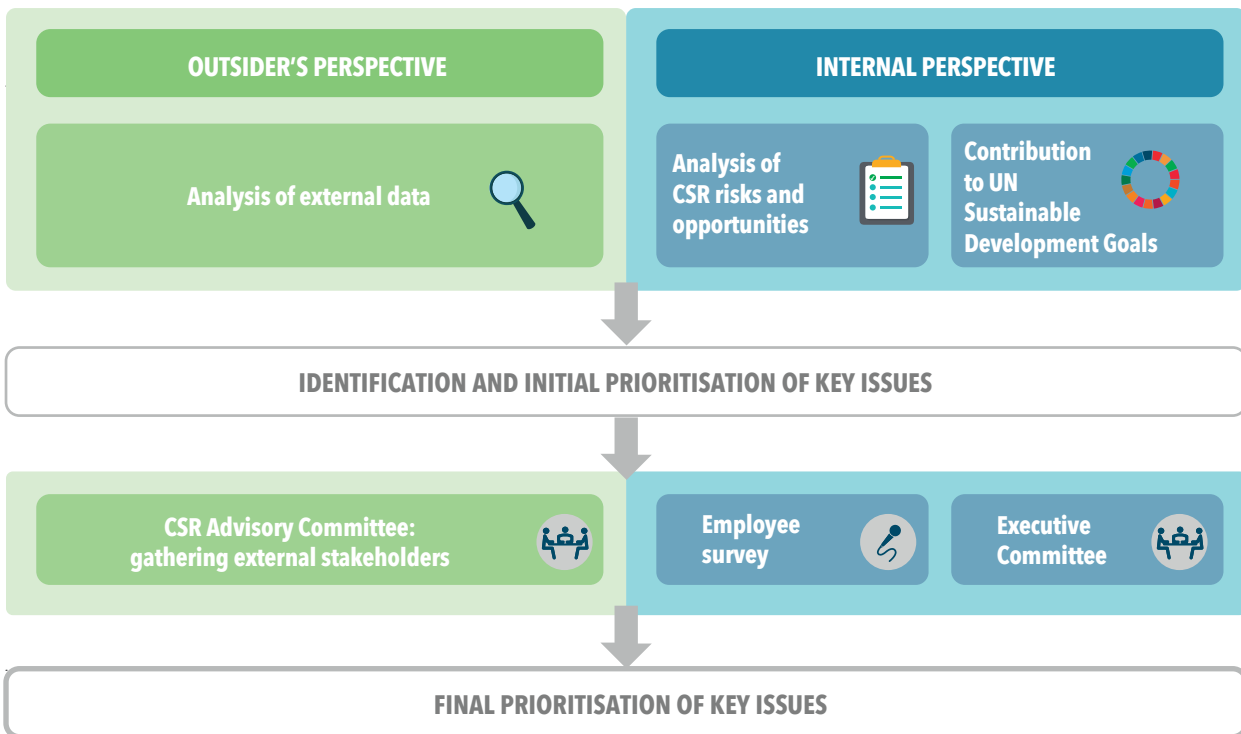 OUTSIDER'S PERSPECTIVE
INTERNAL PERSPECTIVE
Analysis of external data
Analysis of
CSR risks and
opportunities
Contribution
to UN
Sustainable
Development Goals
IDENTIFICATION AND INITIAL PRIORITISATION OF KEY ISSUES
CSR Advisory Committee:
gathering external stakeholders
Employee
survey
Executive
Committee
FINAL PRIORITISATION OF KEY ISSUES